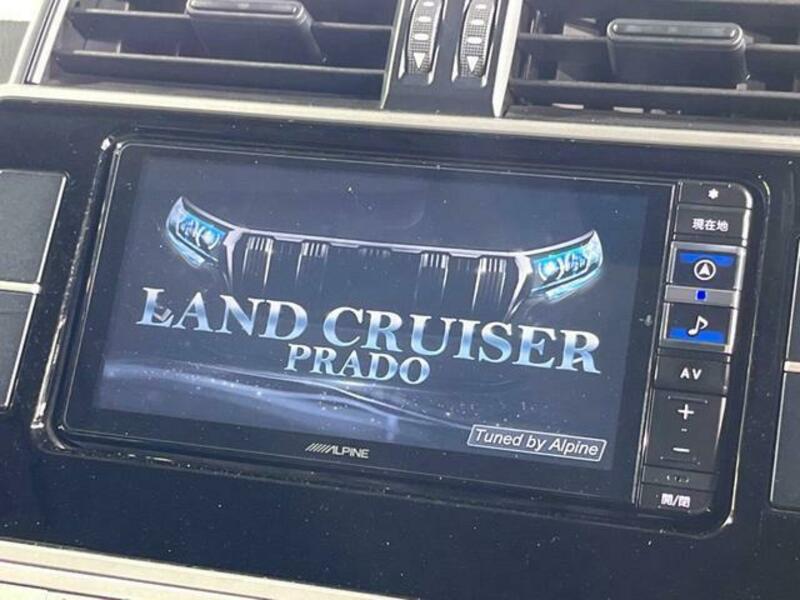 LAND CRUISER
PRADO
Tuned by Alpine
ALPINE
現在地
AV
開/閉